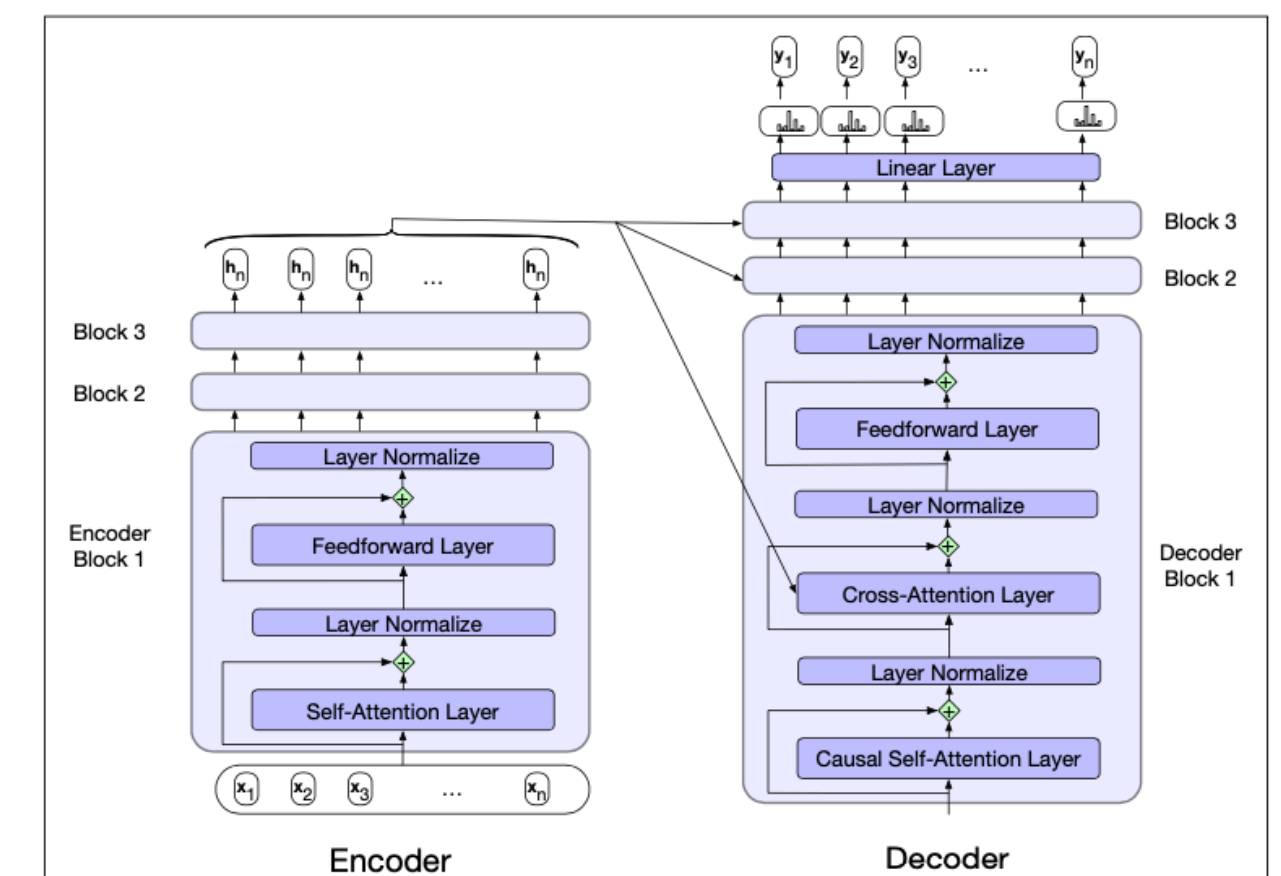 y1 y2 y3 ... yn
Linear Layer
Block 3
Block 2
Layer Normalize
Feedforward Layer
Layer Normalize
Cross-Attention Layer
Decoder
Block 1
Layer Normalize
Causal Self-Attention Layer
Decoder
hn hn hn ... hn
Block 3
Block 2
Layer Normalize
Feedforward Layer
Encoder
Block 1
Layer Normalize
Self-Attention Layer
x1 x2 x3 ... xn
Encoder